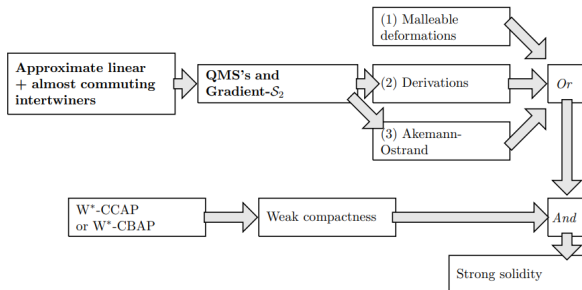 (1) Malleable
deformations
Approximate linear
+ almost commuting
intertwiners
QMS's and
Gradient-𝒮₂
(2) Derivations
Or
(3) Akemann-
Ostrand
W*-CCAP
or W*-CBAP
Weak compactness
And
Strong solidity